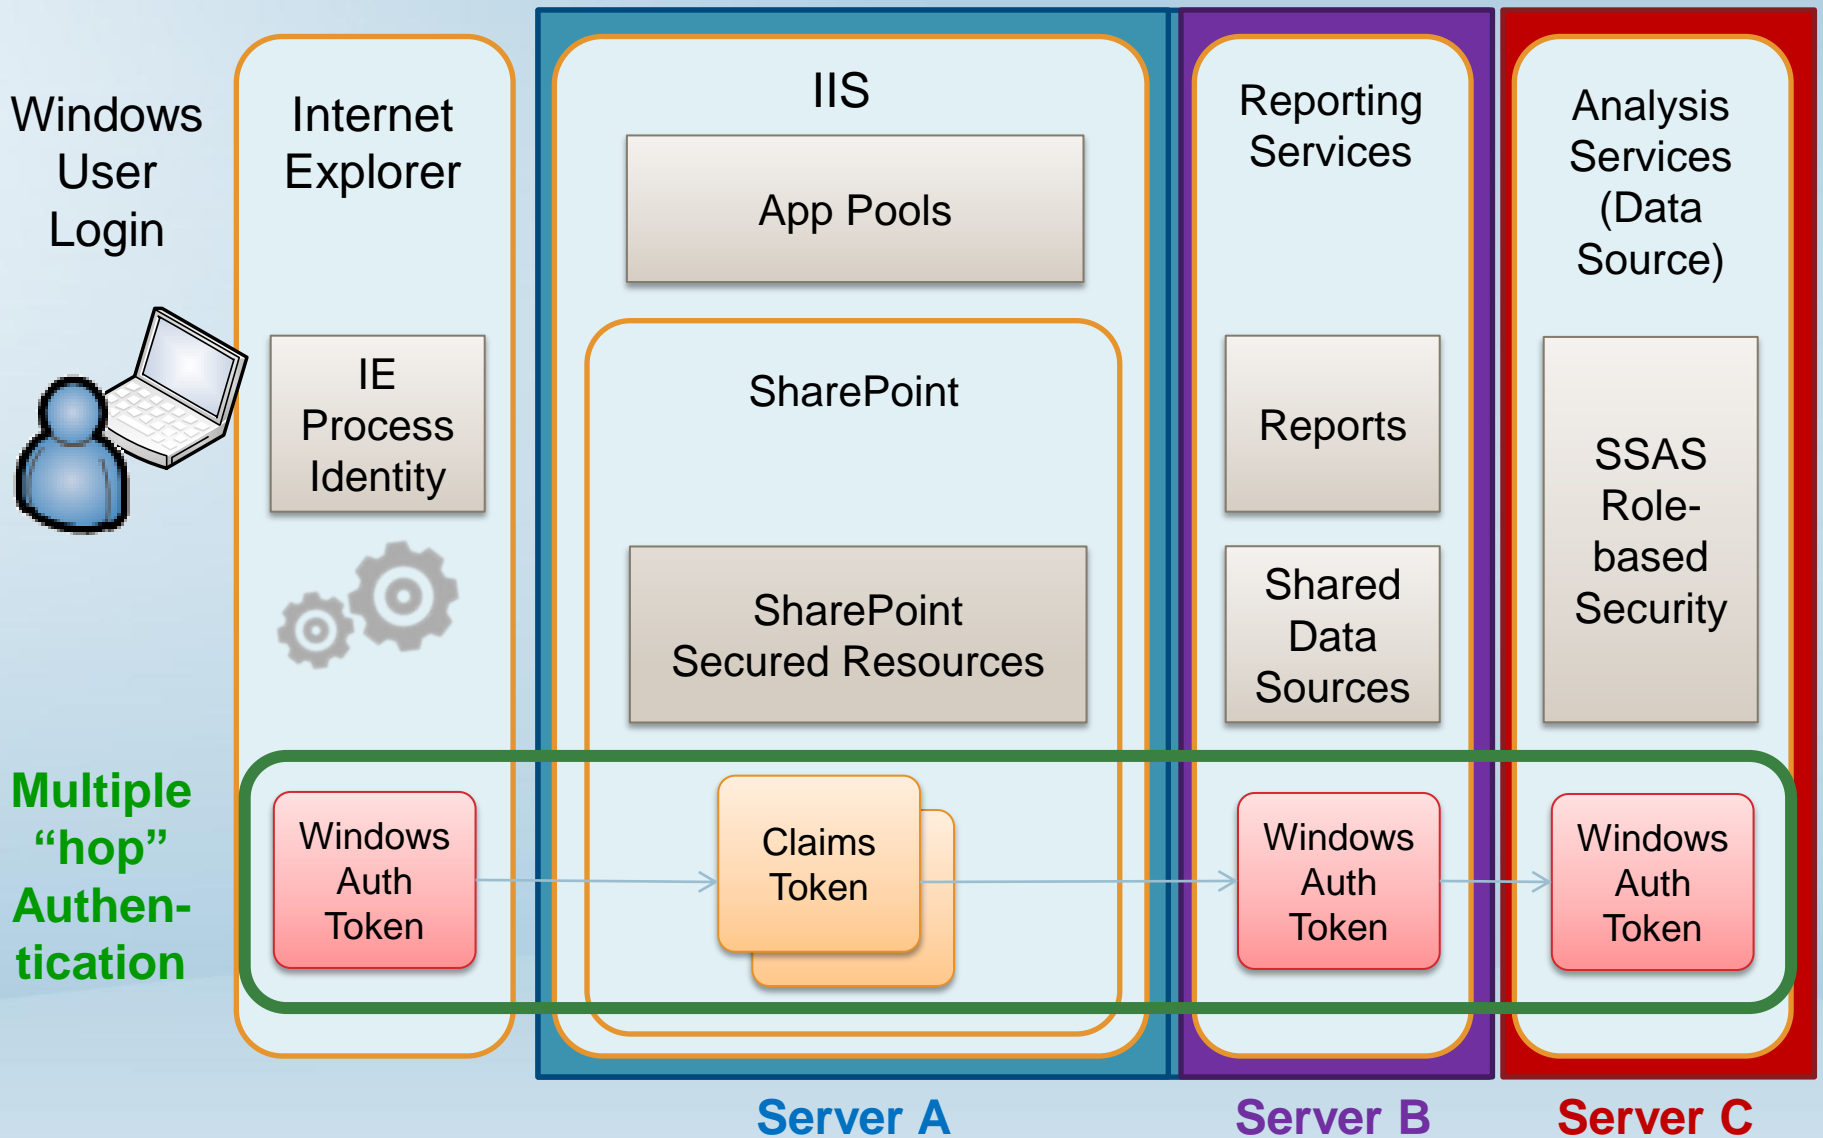 Windows
User
Login
Internet
Explorer
IE
Process
Identity
IIS
App Pools
SharePoint
SharePoint
Secured Resources
Reporting
Services
Reports
Shared
Data
Sources
Analysis
Services
(Data
Source)
SSAS
Role-
based
Security
Multiple
“hop”
Authen-
tication
Windows
Auth
Token
Claims
Token
Windows
Auth
Token
Windows
Auth
Token
Server A
Server B
Server C